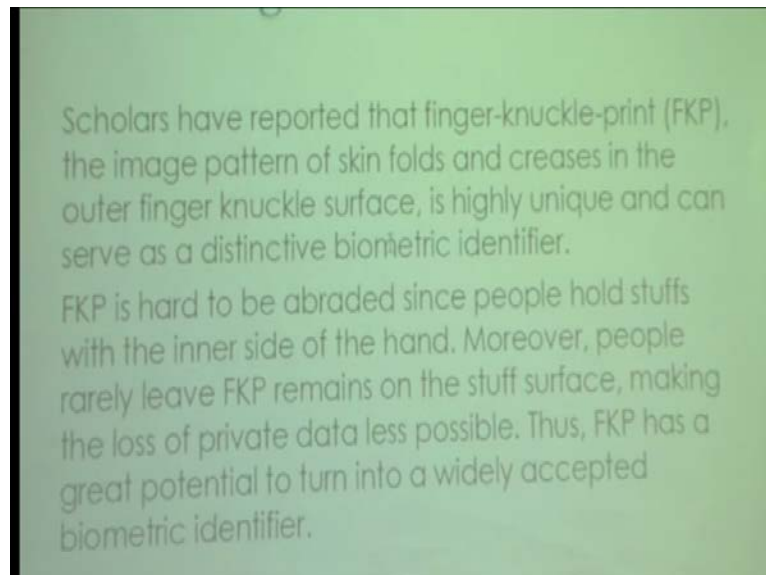 Scholars have reported that finger-knuckle-print (FKP),
the image pattern of skin folds and creases in the
outer finger knuckle surface, is highly unique and can
serve as a distinctive biometric identifier.
FKP is hard to be abraded since people hold stuffs
with the inner side of the hand. Moreover, people
rarely leave FKP remains on the stuff surface, making
the loss of private data less possible. Thus, FKP has a
great potential to turn into a widely accepted
biometric identifier.